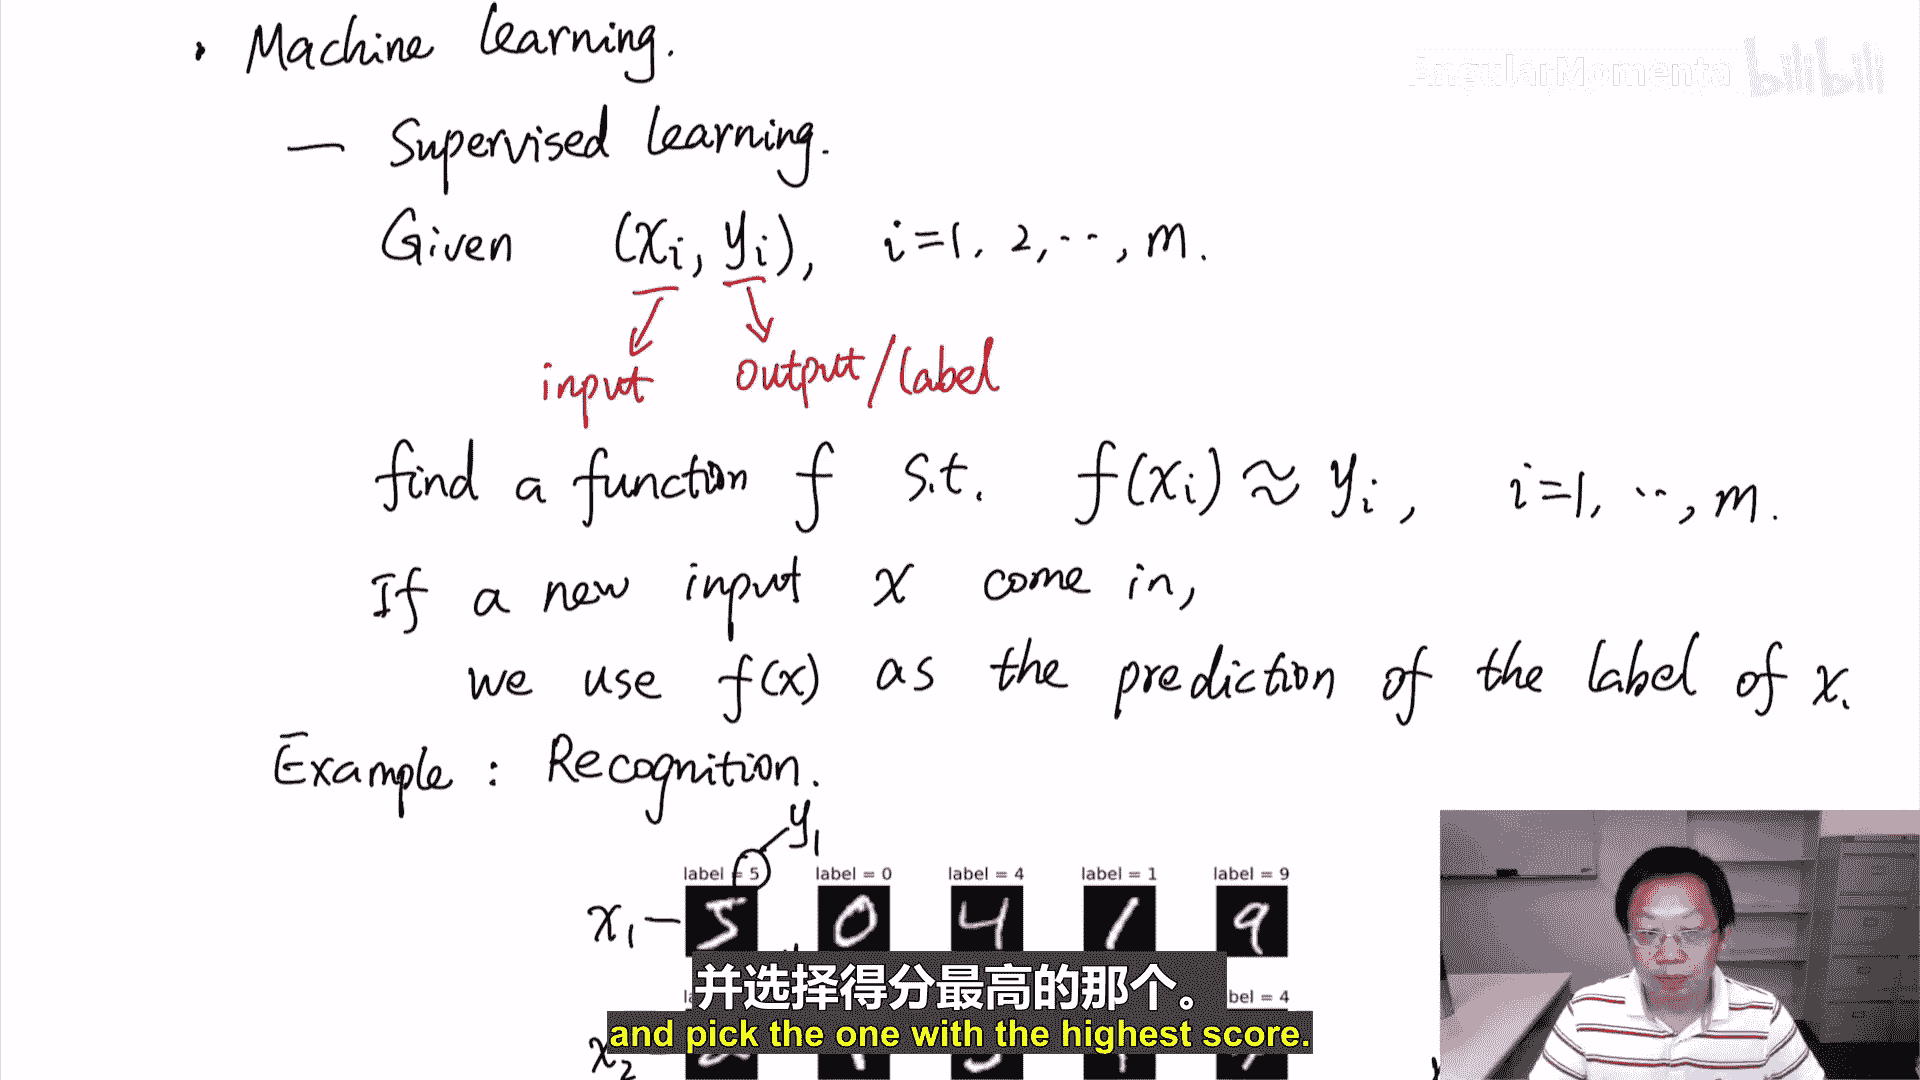 AngularMomenta bilibili
· Machine learning.
— Supervised learning.
Given (xi, yi), i=1, 2, ..., m.
input output/label
find a function f s.t. f(xi) ≈ yi, i=1, ..., m.
If a new input x come in,
we use f(x) as the prediction of the label of x.
Example : Recognition.
y1
label = 5 label = 0 label = 4 label = 1 label = 9
x1 — 5 0 4 1 9
并选择得分最高的那个。
and pick the one with the highest score.
x2